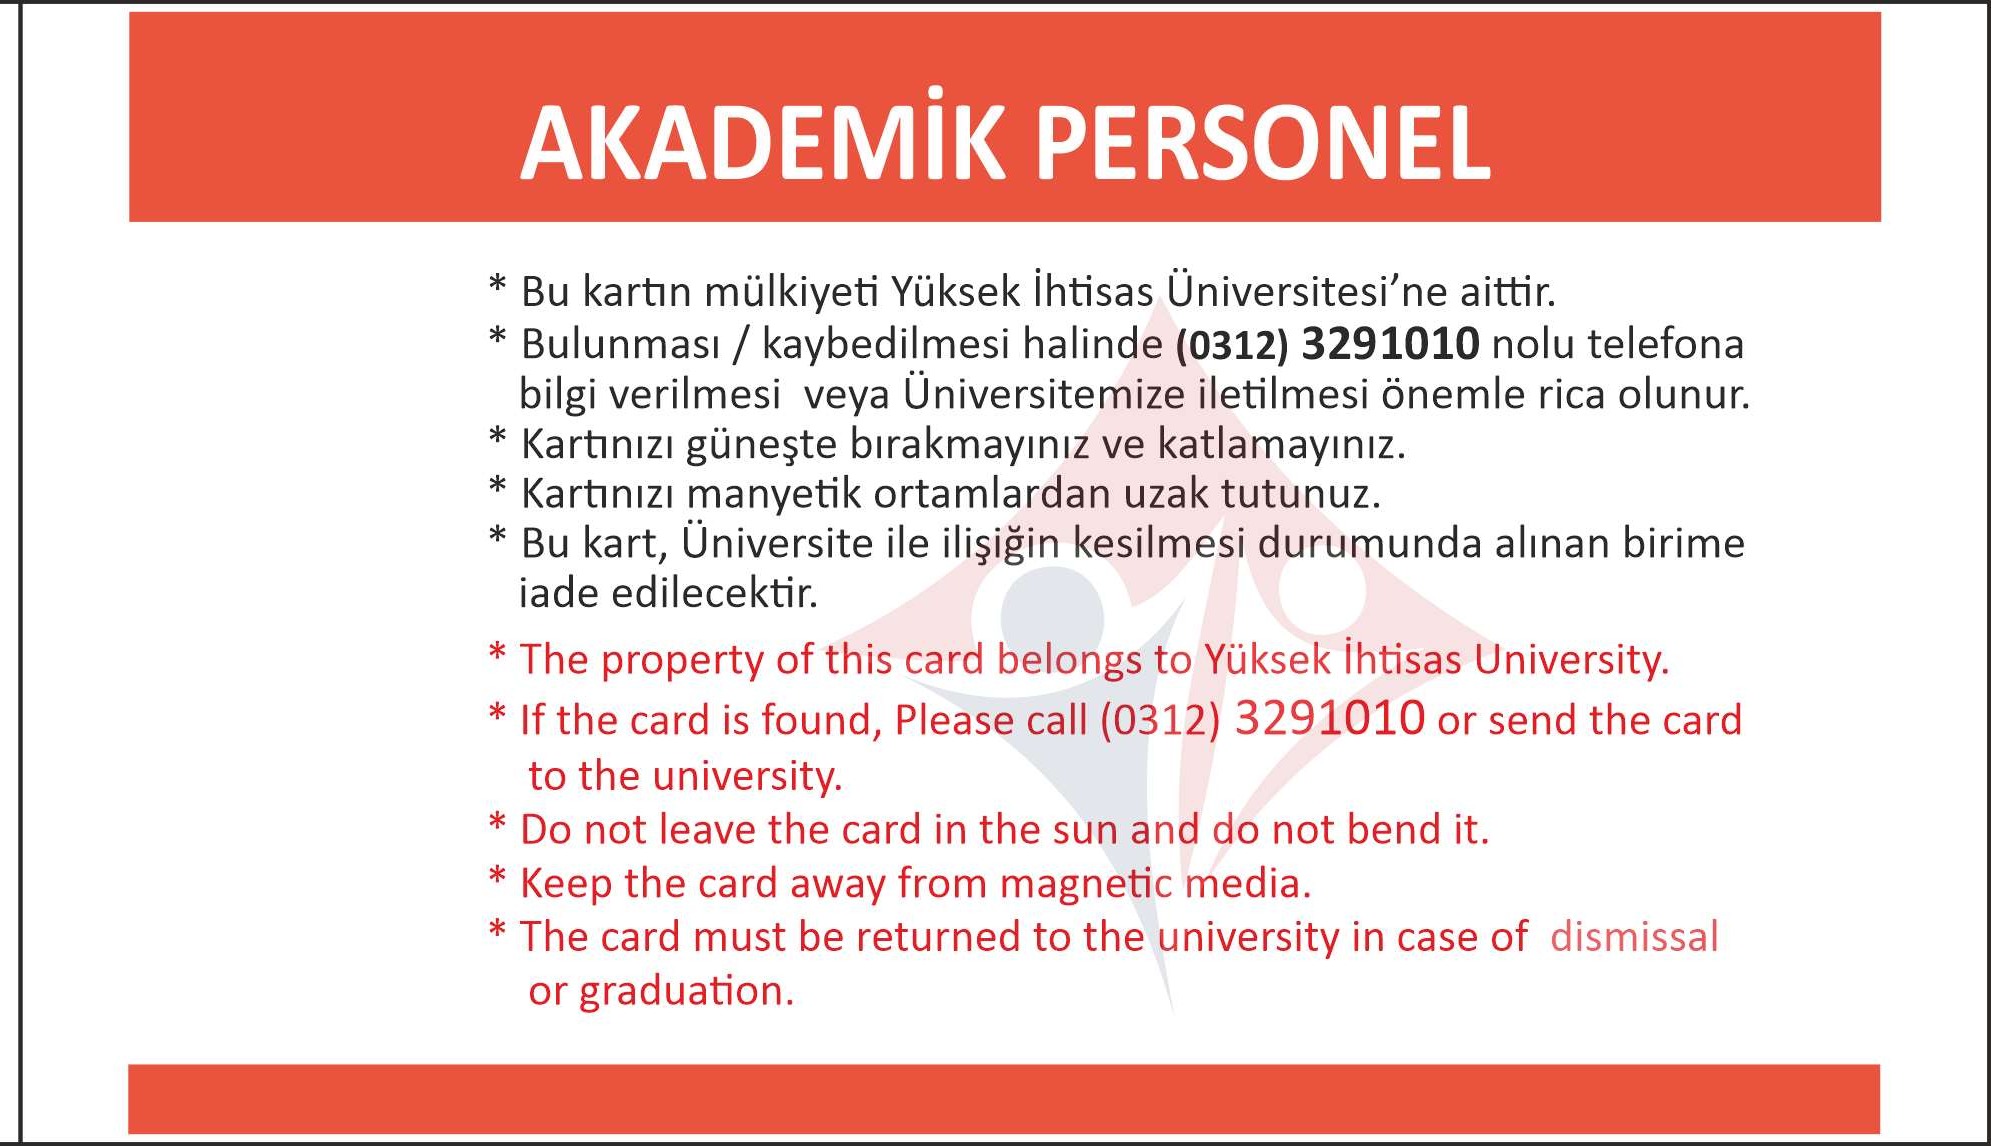 AKADEMİK PERSONEL
* Bu kartın mülkiyeti Yüksek İhtisas Üniversitesi’ne aittir.
* Bulunması / kaybedilmesi halinde (0312) 3291010 nolu telefona
bilgi verilmesi  veya Üniversitemize iletilmesi önemle rica olunur.
* Kartınızı güneşte bırakmayınız ve katlamayınız.
* Kartınızı manyetik ortamlardan uzak tutunuz.
* Bu kart, Üniversite ile ilişiğin kesilmesi durumunda alınan birime
iade edilecektir.
* The property of this card belongs to Yüksek İhtisas University.
* If the card is found, Please call (0312) 3291010 or send the card
to the university.
* Do not leave the card in the sun and do not bend it.
* Keep the card away from magnetic media.
* The card must be returned to the university in case of  dismissal
or graduation.